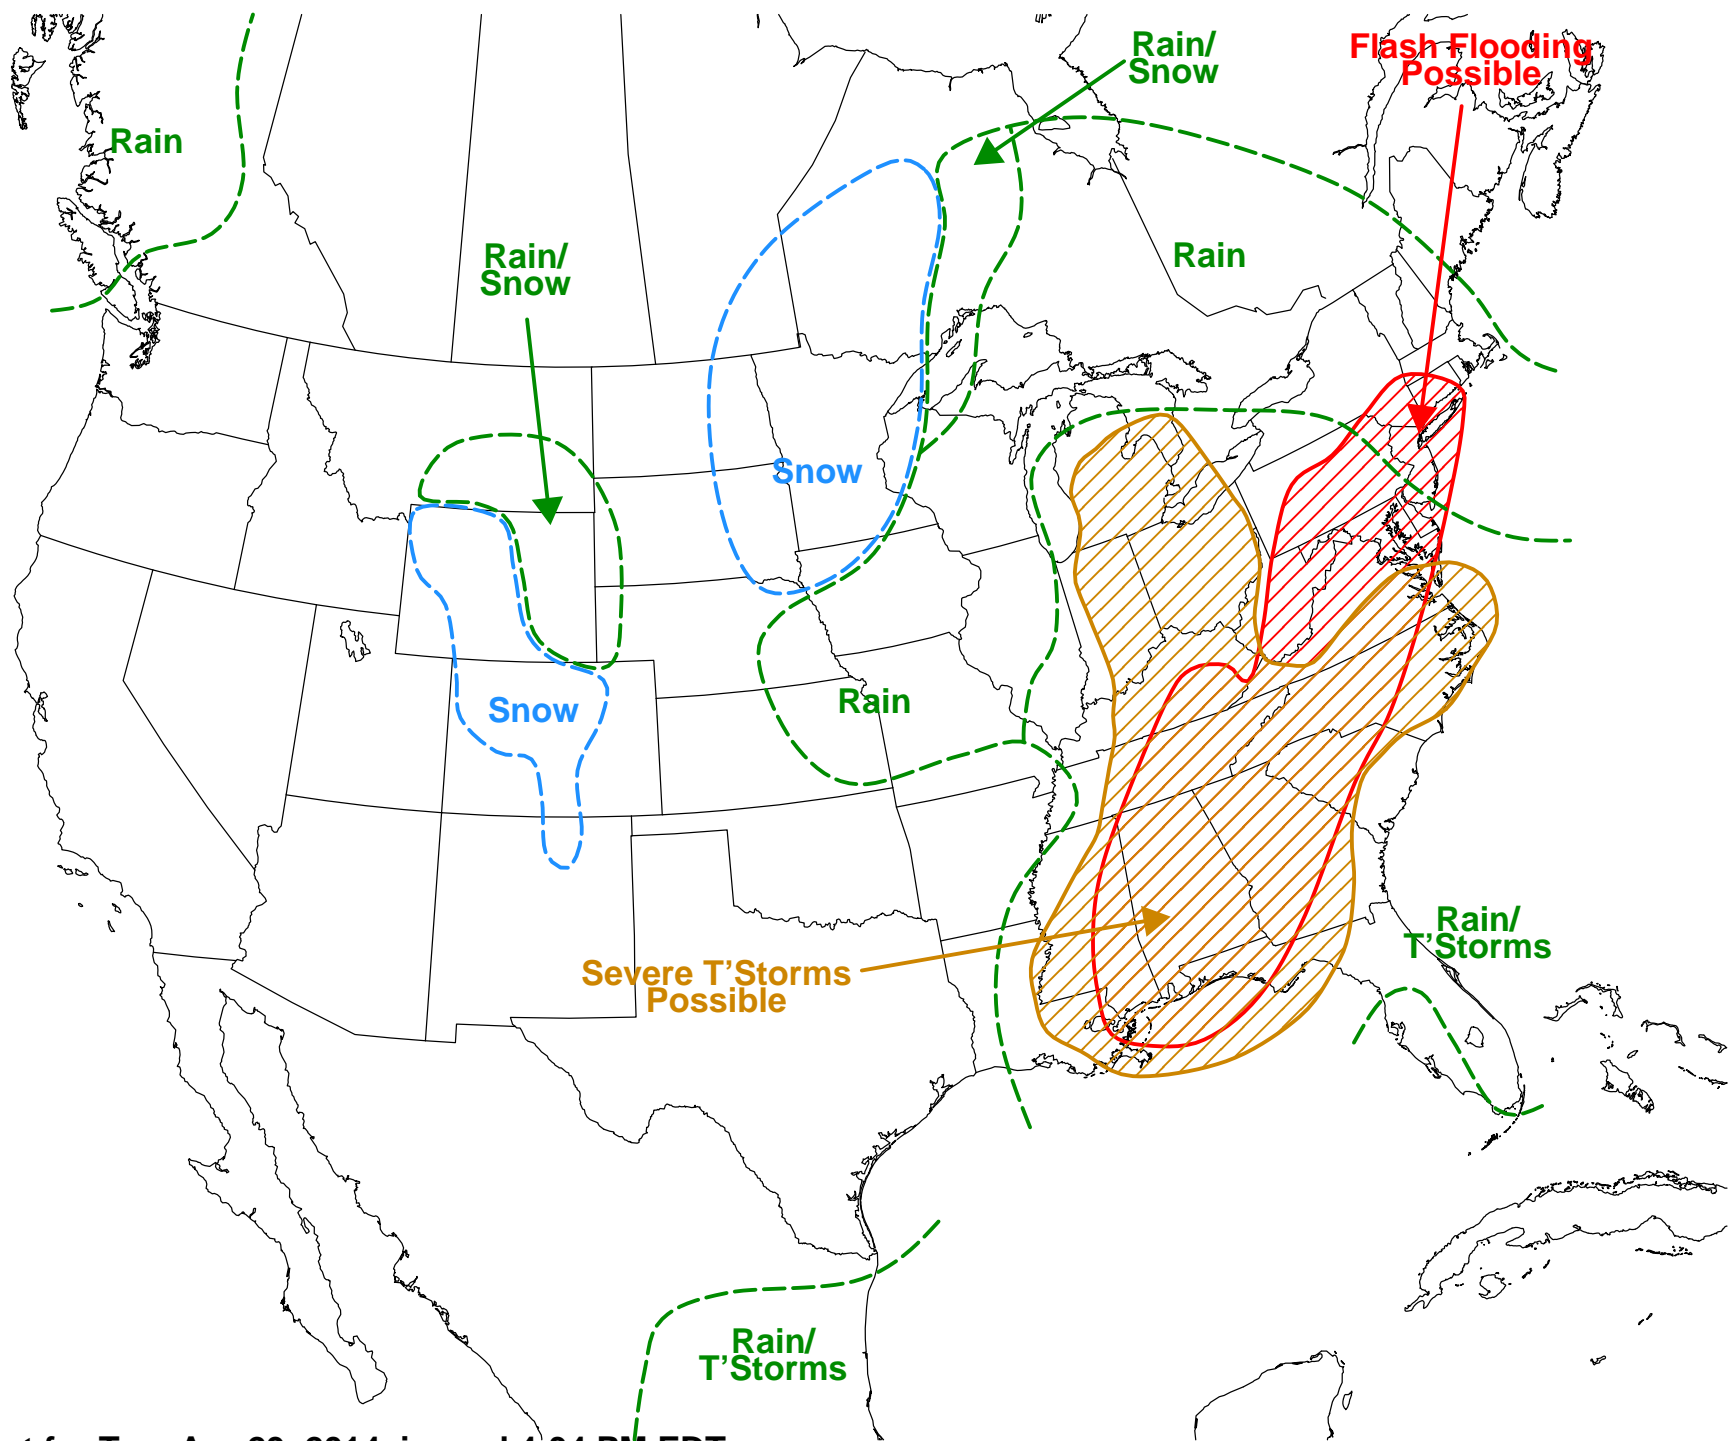 Rain/
Snow
Flash Flooding
Possible
Rain
Rain/
Snow
Rain
Snow
Rain
Snow
Rain/
T'Storms
Severe T'Storms
Possible
Rain/
T'Storms